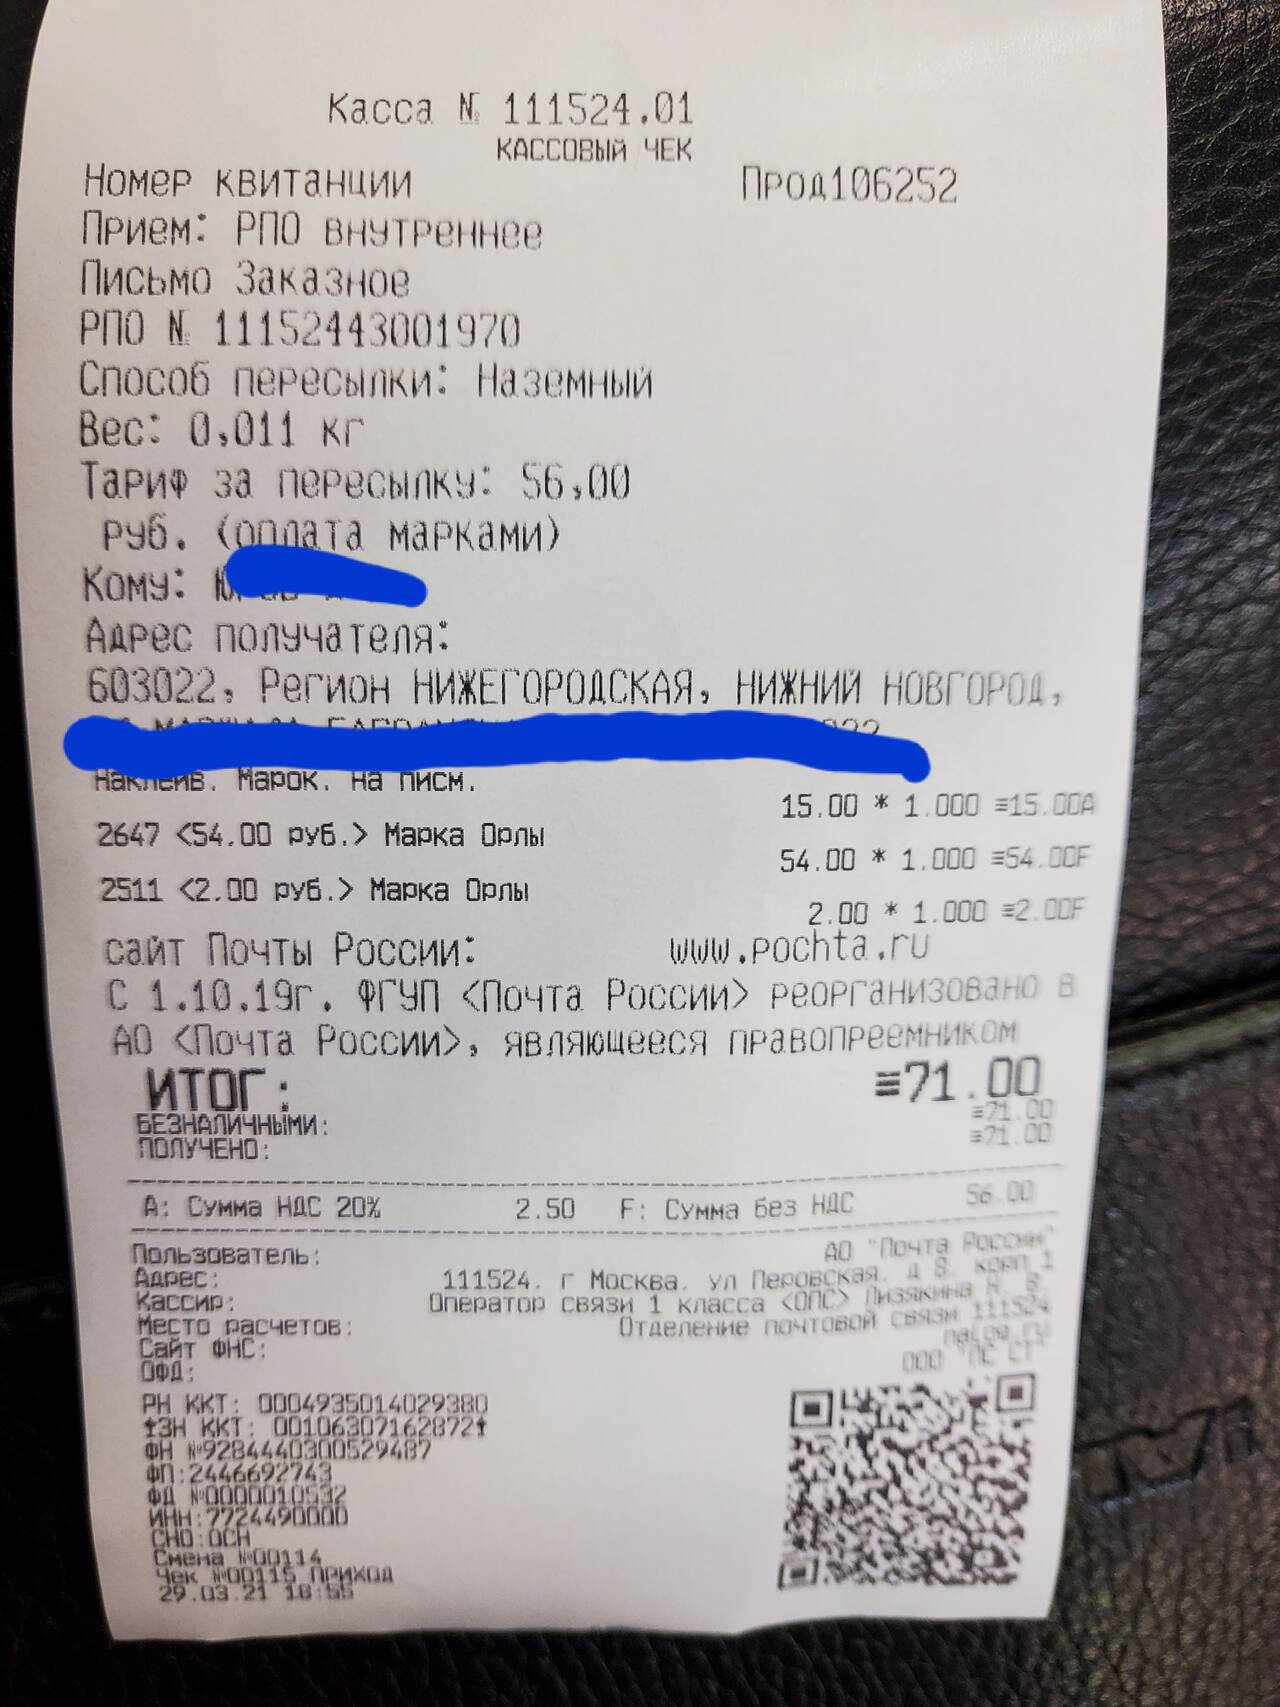 Касса № 111524.01
КАССОВЫЙ ЧЕК
Номер квитанции Прод106252
Прием: РПО внутреннее
Письмо Заказное
РПО № 11152443001970
Способ пересылки: Наземный
Вес: 0,011 кг
Тариф за пересылку: 56,00
руб. (оплата марками)
Кому:
Адрес получателя:
603022, Регион НИЖЕГОРОДСКАЯ, НИЖНИЙ НОВГОРОД,
Наклеив. Марок. на писм.
15.00 * 1.000 ≡15.00A
2647 <54.00 руб.> Марка Орлы
54.00 * 1.000 ≡54.00F
2511 <2.00 руб.> Марка Орлы
2.00 * 1.000 ≡2.00F
сайт Почты России: www.pochta.ru
С 1.10.19г. ФГУП <Почта России> реорганизовано в
АО <Почта России>, являющееся правопреемником
ИТОГ: ≡71.00
БЕЗНАЛИЧНЫМИ: ≡71.00
ПОЛУЧЕНО: ≡71.00
А: Сумма НДС 20% 2.50 F: Сумма без НДС 56.00
Пользователь: АО "Почта России"
Адрес: 111524. г Москва. ул Перовская. д 8. корп 1
Кассир: Оператор связи 1 класса <ОПС> Лизякина Н. В.
Место расчетов: Отделение почтовой связи 111524
Сайт ФНС: nalog.ru
ОФД: ООО "ПС СТ"
РН ККТ: 0004935014029380
↑ЗН ККТ: 00106307162872↑
ФН №9284440300529487
ФП:2446692743
ФД №0000010532
ИНН:7724490000
СНО:ОСН
Смена №00114
Чек №00115 ПРИХОД
29.03.21 18:55